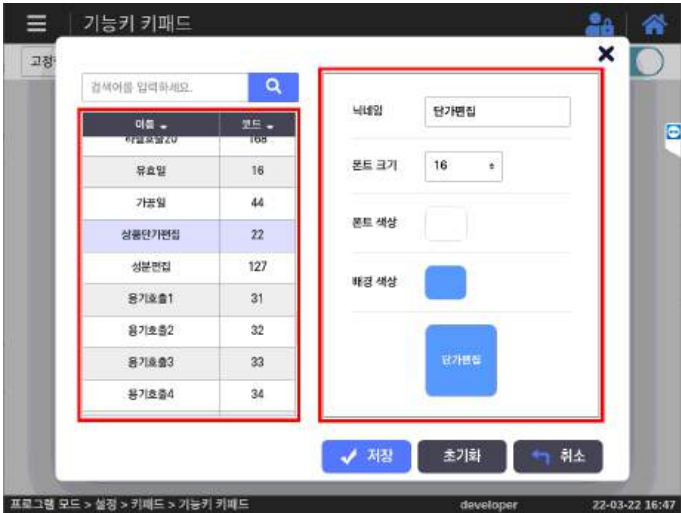 기능키 키패드
고정
검색어를 입력하세요.
이름 코드
168
유효일 16
가공일 44
상품단가편집 22
성분편집 127
용기호출1 31
용기호출2 32
용기호출3 33
용기호출4 34
닉네임 단가편집
폰트 크기 16
폰트 색상
배경 색상
단가편집
저장 초기화 취소
프로그램 모드 > 설정 > 키패드 > 기능키 키패드 developer 22-03-22 16:47